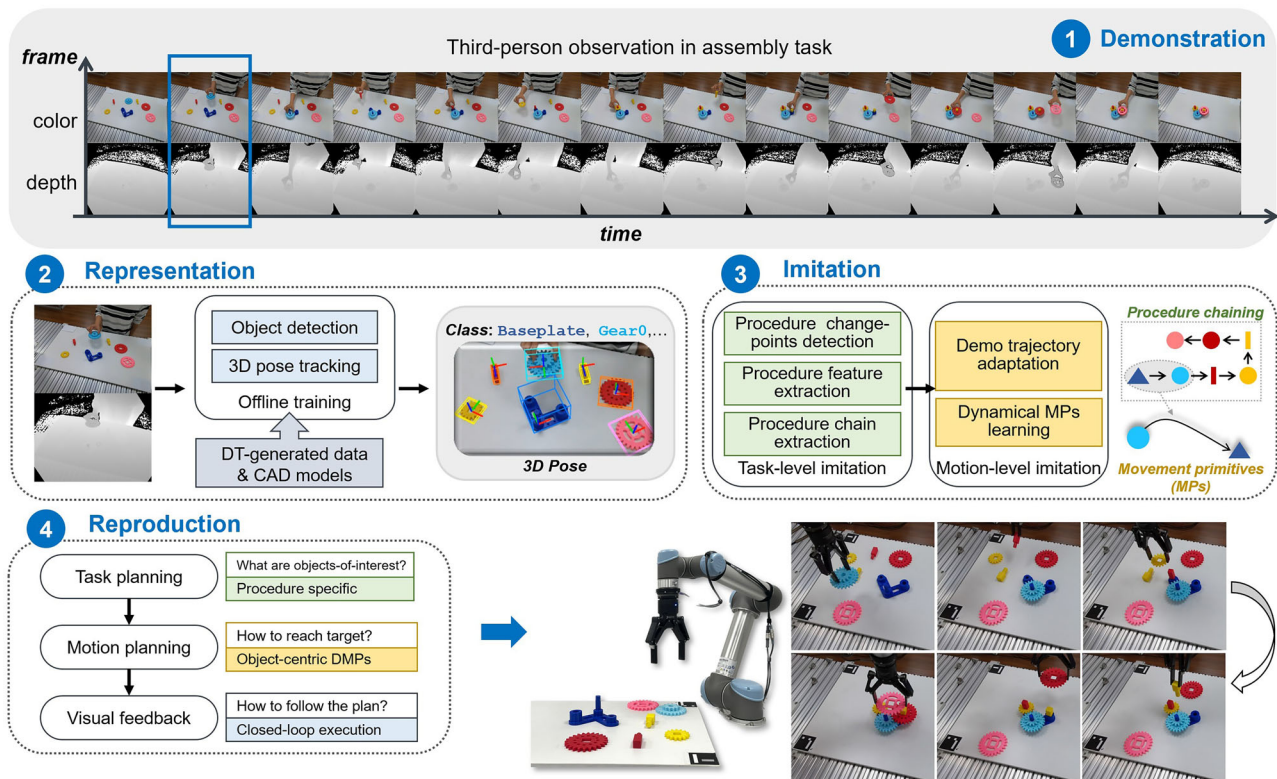 Third-person observation in assembly task
1 Demonstration
frame
color
depth
time
2 Representation
Object detection
3D pose tracking
Offline training
DT-generated data
& CAD models
Class: Baseplate, Gear0,…
3D Pose
3 Imitation
Procedure change-
points detection
Procedure feature
extraction
Procedure chain
extraction
Task-level imitation
Demo trajectory
adaptation
Dynamical MPs
learning
Motion-level imitation
Procedure chaining
Movement primitives
(MPs)
4 Reproduction
Task planning
What are objects-of-interest?
Procedure specific
Motion planning
How to reach target?
Object-centric DMPs
Visual feedback
How to follow the plan?
Closed-loop execution